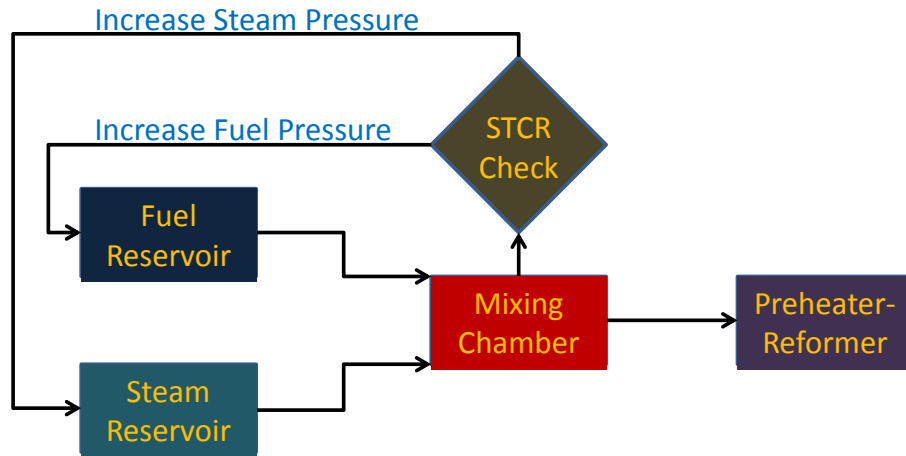 Increase Steam Pressure
Increase Fuel Pressure
STCR
Check
Fuel
Reservoir
Mixing
Chamber
Preheater-
Reformer
Steam
Reservoir